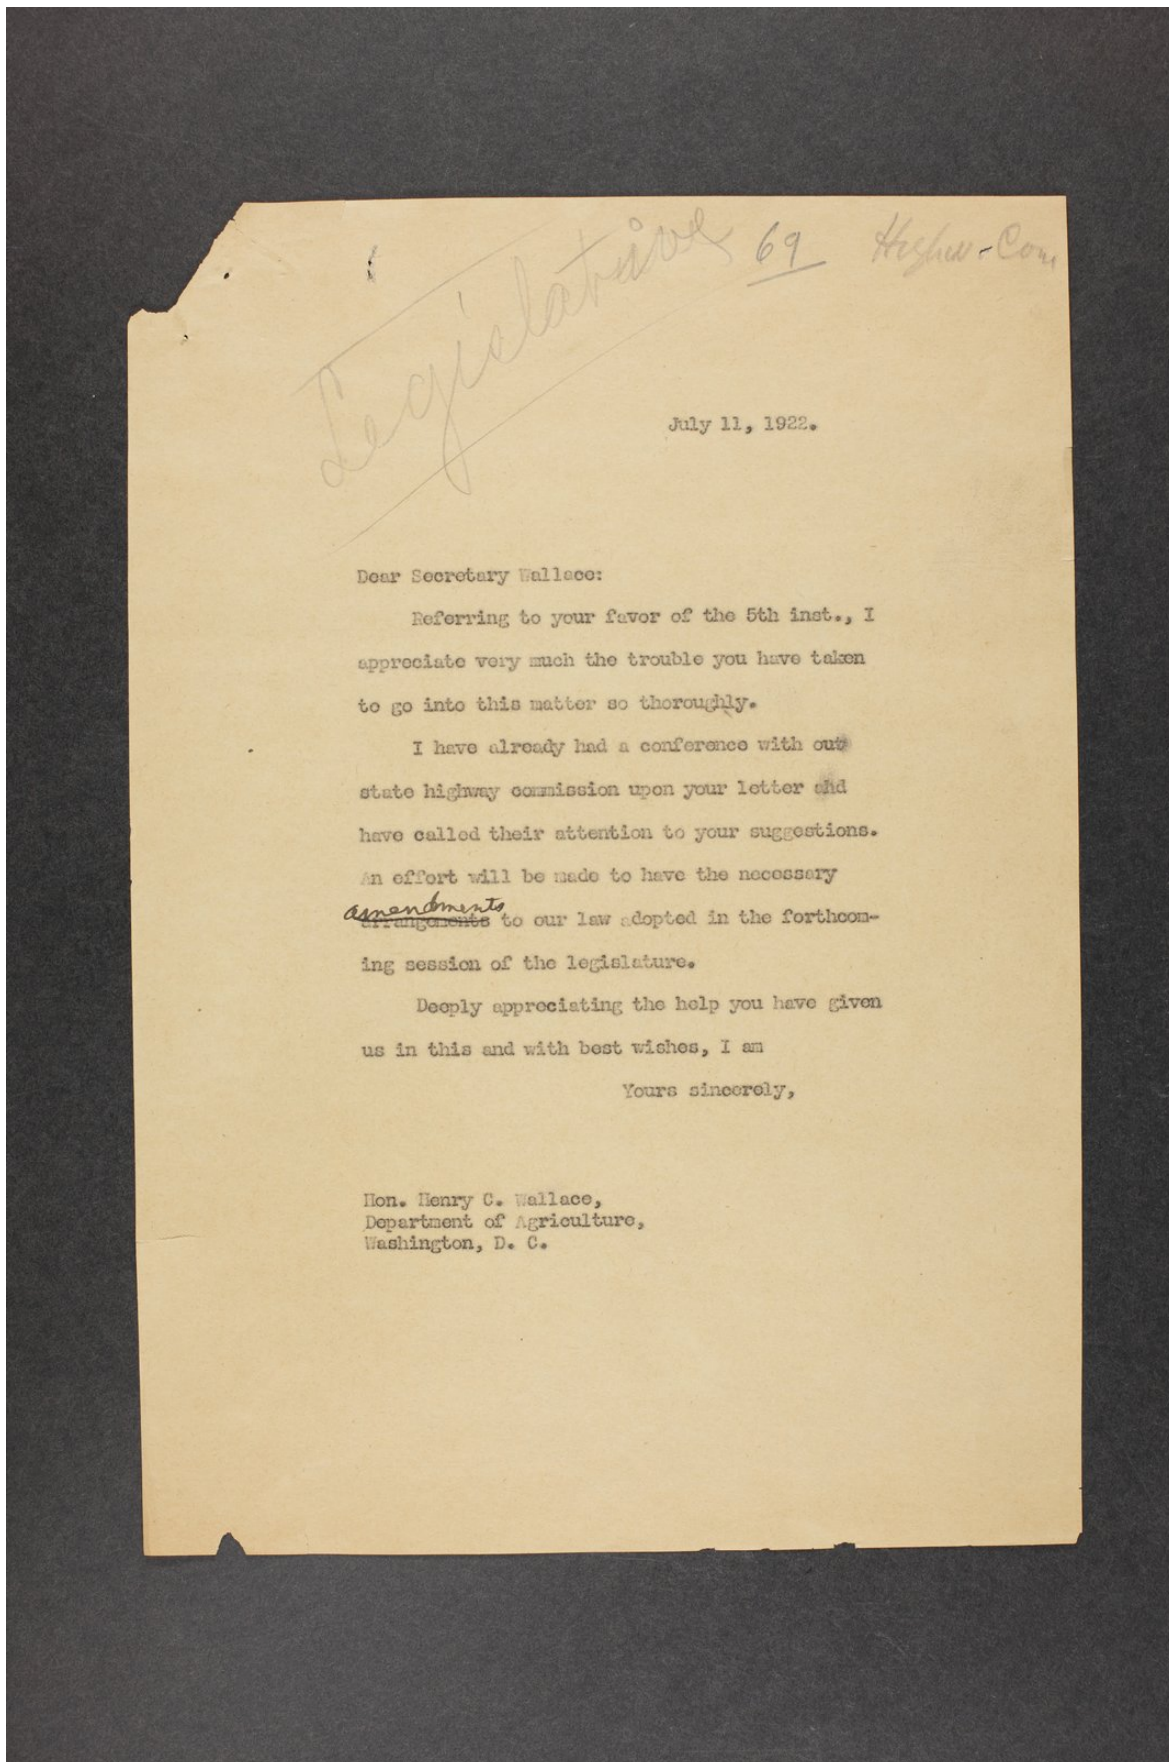 Legislative
69
- Com
July 11, 1922.
Dear Secretary Wallace:
Referring to your favor of the 5th inst., I
appreciate very much the trouble you have taken
to go into this matter so thoroughly.
I have already had a conference with our
state highway commission upon your letter and
have called their attention to your suggestions.
An effort will be made to have the necessary
amendments
arrangements to our law adopted in the forthcom-
ing session of the legislature.
Deeply appreciating the help you have given
us in this and with best wishes, I am
Yours sincerely,
Hon. Henry C. Wallace,
Department of Agriculture,
Washington, D. C.